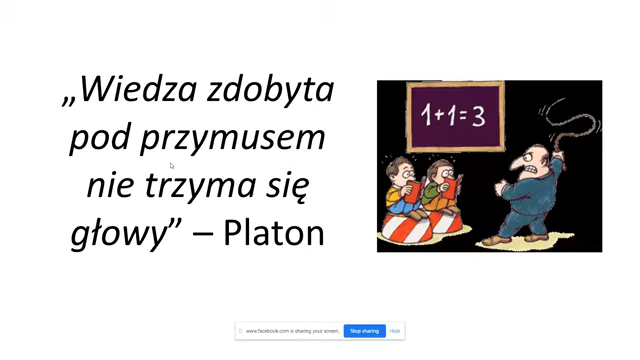 „Wiedza zdobyta
pod przymusem
nie trzyma się
głowy” – Platon
1+1=3
www.facebook.com is sharing your screen.
Stop sharing
Hide